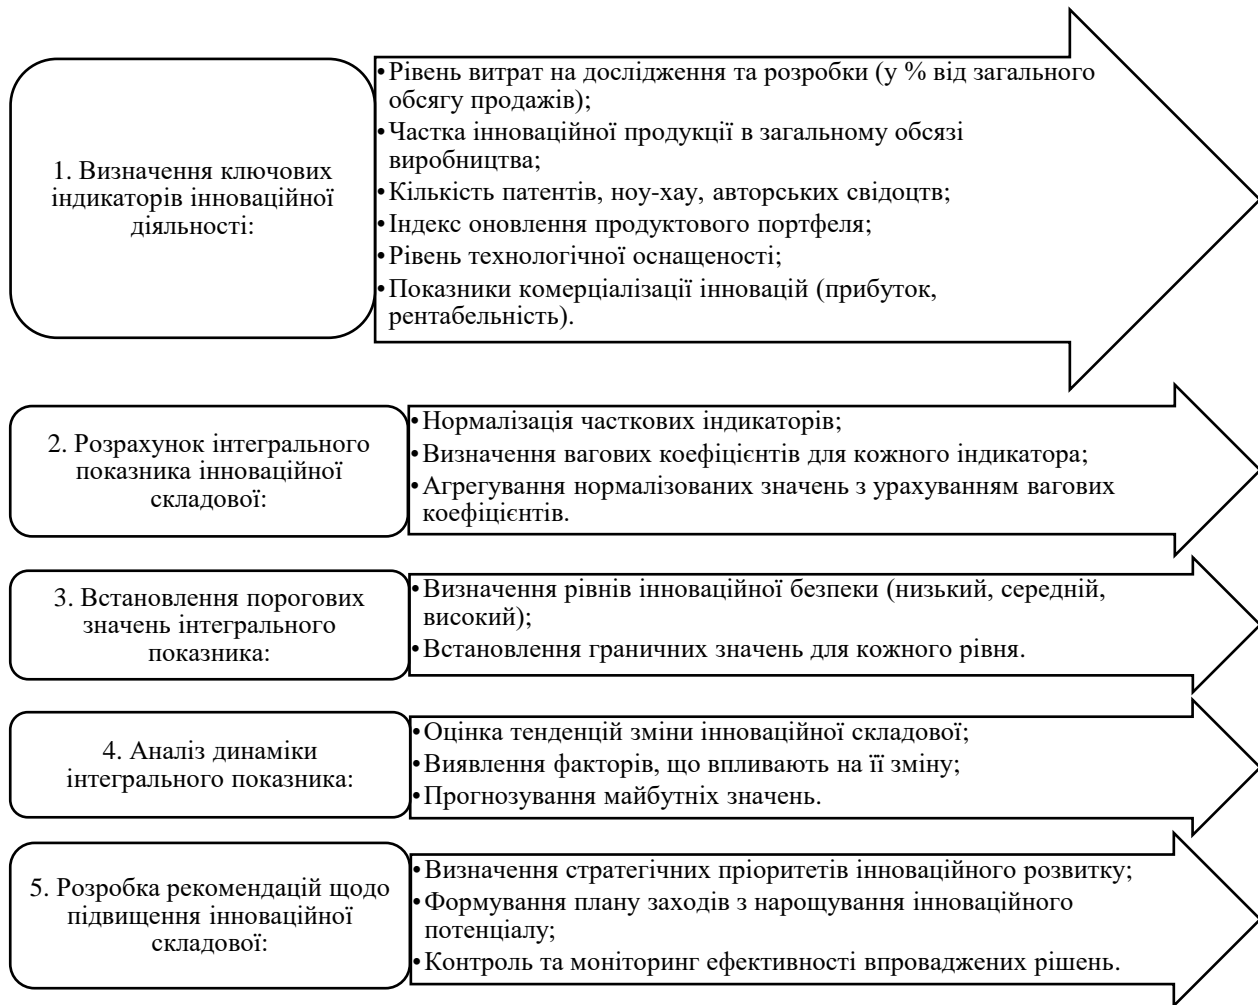 1. Визначення ключових
індикаторів інноваційної
діяльності:
•Рівень витрат на дослідження та розробки (у % від загального
обсягу продажів);
•Частка інноваційної продукції в загальному обсязі
виробництва;
•Кількість патентів, ноу-хау, авторських свідоцтв;
•Індекс оновлення продуктового портфеля;
•Рівень технологічної оснащеності;
•Показники комерціалізації інновацій (прибуток,
рентабельність).
2. Розрахунок інтегрального
показника інноваційної
складової:
•Нормалізація часткових індикаторів;
•Визначення вагових коефіцієнтів для кожного індикатора;
•Агрегування нормалізованих значень з урахуванням вагових
коефіцієнтів.
3. Встановлення порогових
значень інтегрального
показника:
•Визначення рівнів інноваційної безпеки (низький, середній,
високий);
•Встановлення граничних значень для кожного рівня.
4. Аналіз динаміки
інтегрального показника:
•Оцінка тенденцій зміни інноваційної складової;
•Виявлення факторів, що впливають на її зміну;
•Прогнозування майбутніх значень.
5. Розробка рекомендацій щодо
підвищення інноваційної
складової:
•Визначення стратегічних пріоритетів інноваційного розвитку;
•Формування плану заходів з нарощування інноваційного
потенціалу;
•Контроль та моніторинг ефективності впроваджених рішень.